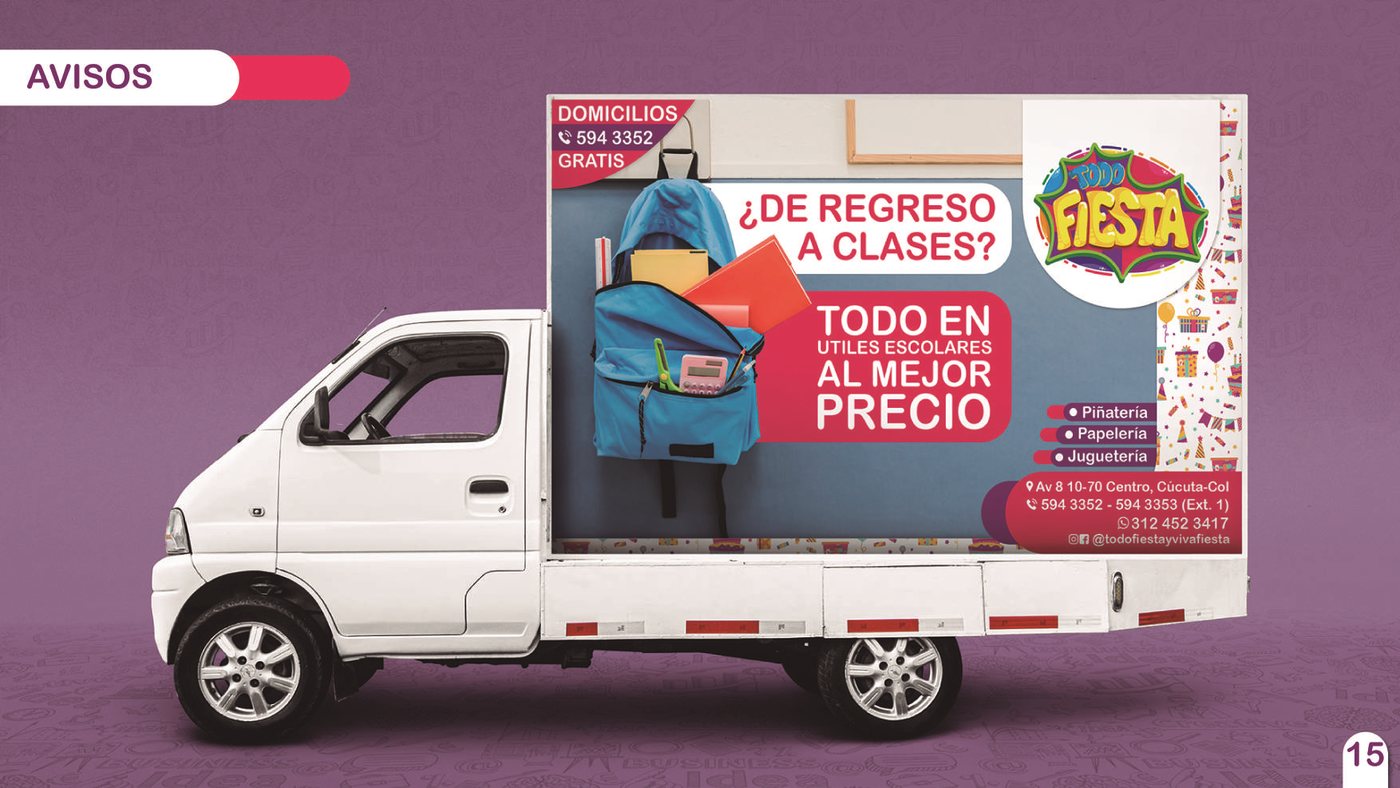 AVISOS
DOMICILIOS
594 3352
GRATIS
¿DE REGRESO
A CLASES?
TODO
FIESTA
TODO EN
UTILES ESCOLARES
AL MEJOR
PRECIO
Piñatería
Papelería
Juguetería
Av 8 10-70 Centro, Cúcuta-Col
594 3352 - 594 3353 (Ext. 1)
312 452 3417
@todofiestayvivafiesta
BUSINESS
Idea
15